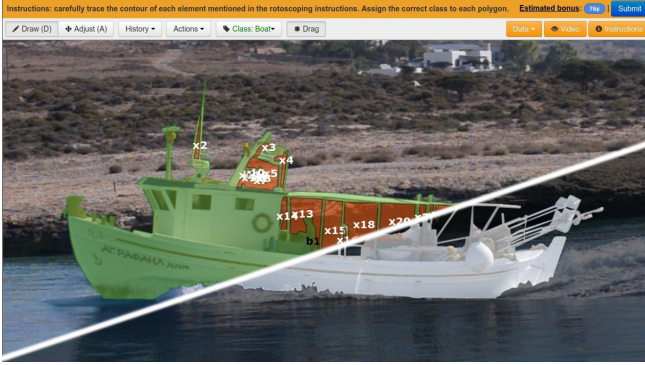 Instructions: carefully trace the contour of each element mentioned in the rotoscoping instructions. Assign the correct class to each polygon.
Estimated bonus: 76¢ Submit
Draw (D) Adjust (A) History Actions Class: Boat Drag Data Video Instructions
x2
x3
x4
x5
x14 x13
x15
x18
x20
b1